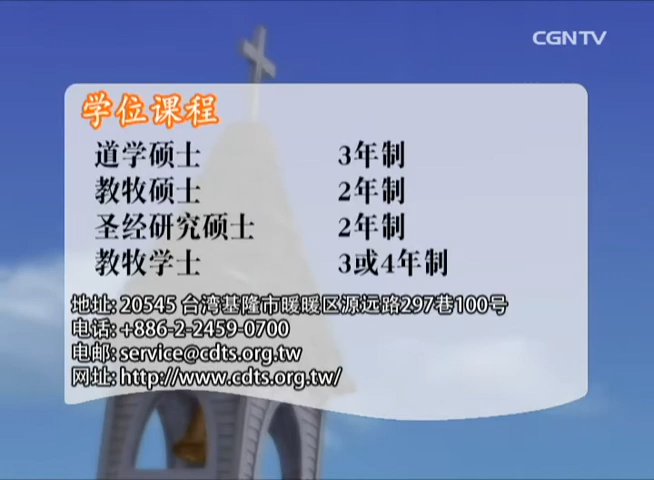 CGNTV
学位课程
道学硕士 3年制
教牧硕士 2年制
圣经研究硕士 2年制
教牧学士 3或4年制
地址: 20545 台湾基隆市暖暖区源远路297巷100号
电话: +886-2-2459-0700
电邮: service@cdts.org.tw
网址: http://www.cdts.org.tw/